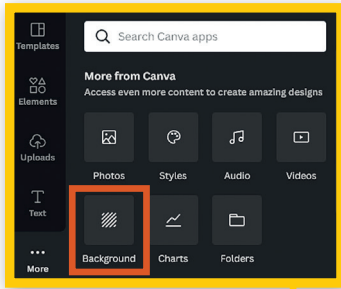 Templates
Search Canva apps
Elements
More from Canva
Access even more content to create amazing designs
Uploads
Photos Styles Audio Videos
Text
More
Background Charts Folders